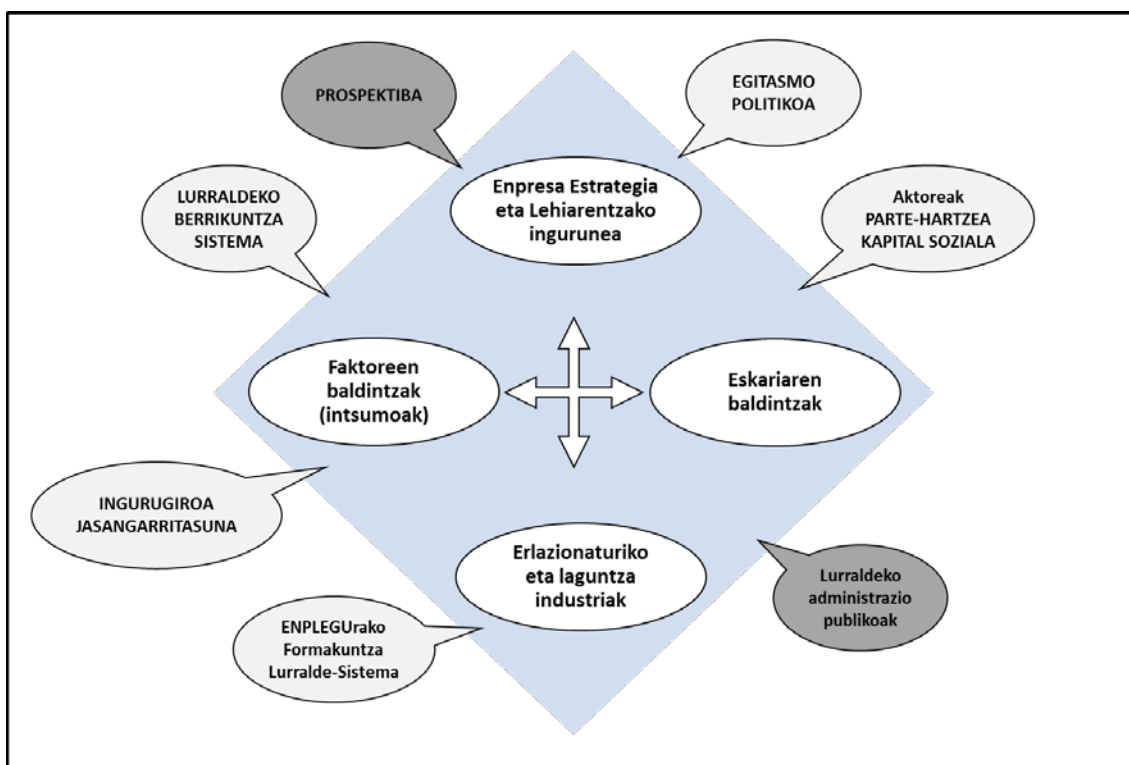 PROSPEKTIBA
EGITASMO
POLITIKOA
Enpresa Estrategia
eta Lehiarentzako
ingurunea
LURRALDEKO
BERRIKUNTZA
SISTEMA
Aktoreak
PARTE-HARTZEA
KAPITAL SOZIALA
Faktoreen
baldintzak
(intsumoak)
Eskariaren
baldintzak
INGURUGIROA
JASANGARRITASUNA
Erlazionaturiko
eta laguntza
industriak
Lurraldeko
administrazio
publikoak
ENPLEGUrako
Formakuntza
Lurralde-Sistema